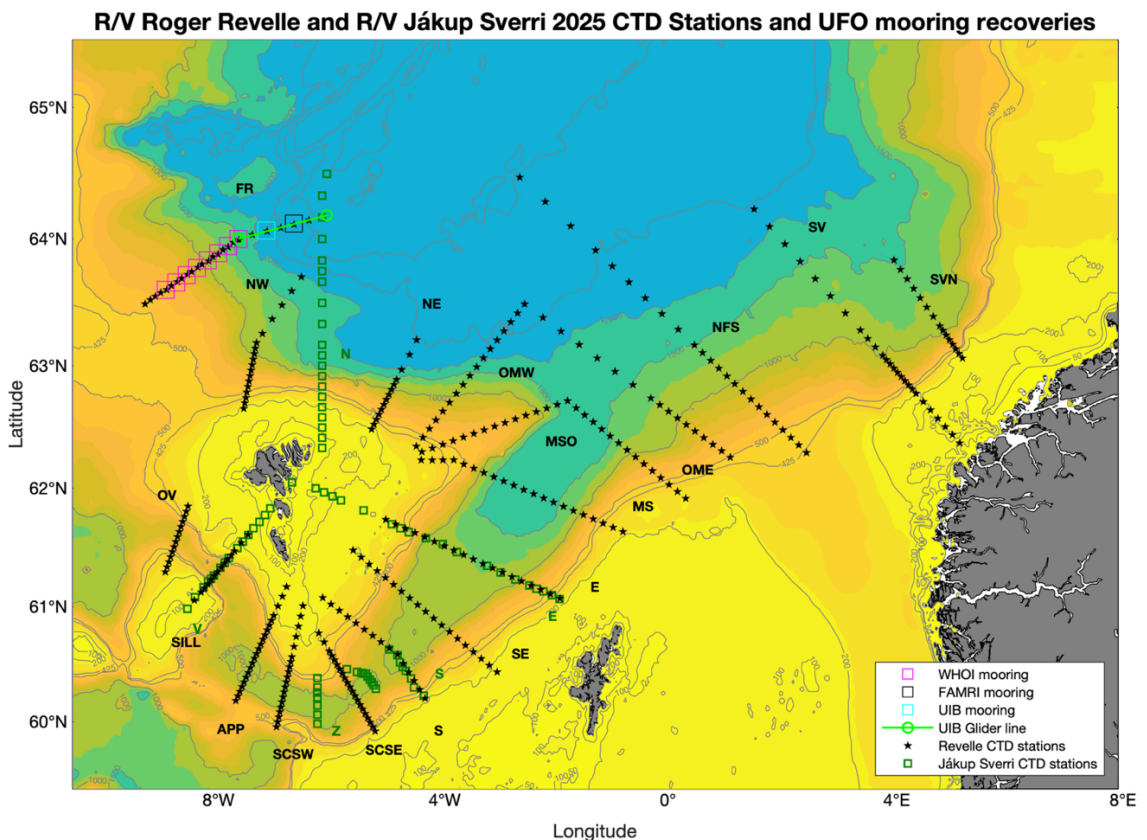 R/V Roger Revelle and R/V Jákup Sverri 2025 CTD Stations and UFO mooring recoveries
65°N
64°N
63°N
62°N
61°N
60°N
Latitude
FR
NW
N
NE
OMW
MSO
NFS
SV
SVN
OME
MS
OV
SILL
V
APP
SCSW
Z
SCSE
S
S
SE
E
E
WHOI mooring
FAMRI mooring
UIB mooring
UIB Glider line
Revelle CTD stations
Jákup Sverri CTD stations
8°W
4°W
0°
4°E
8°E
Longitude